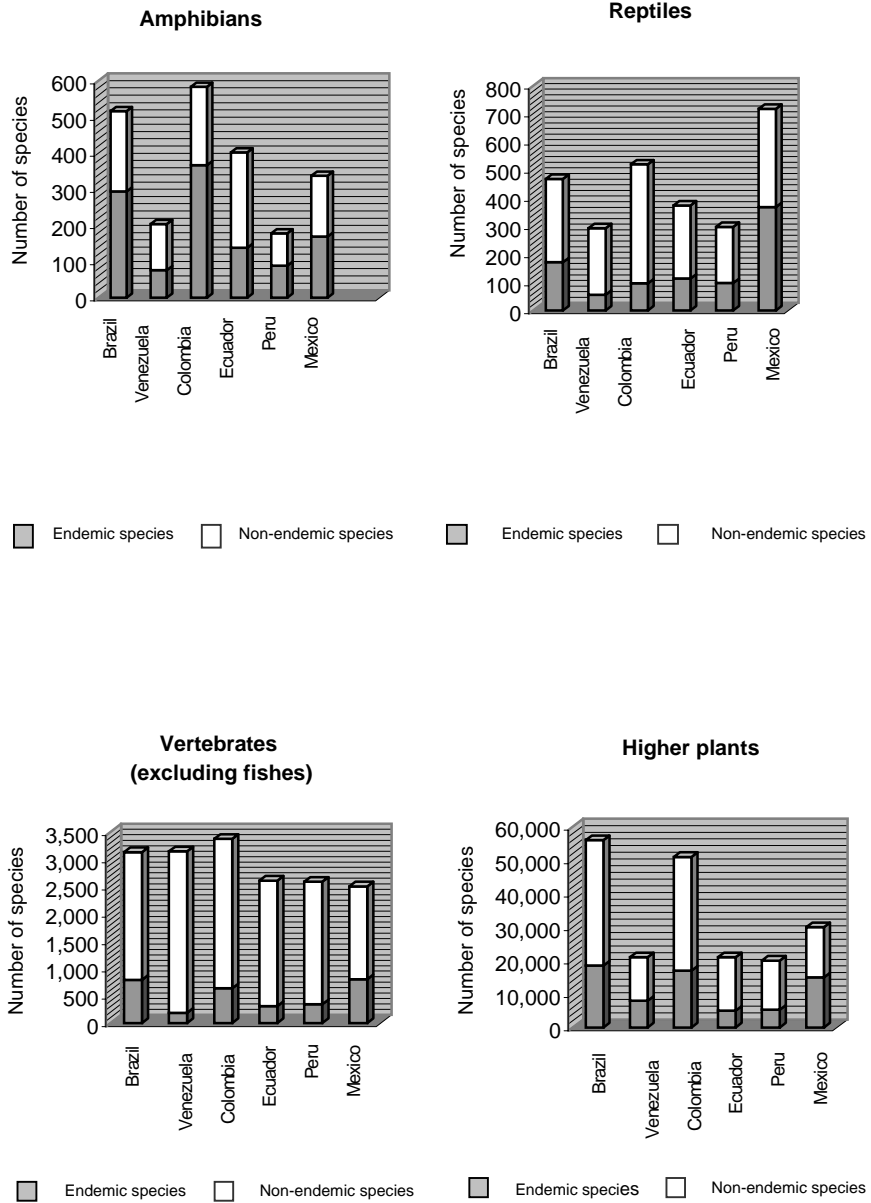 Amphibians
Number of species
600
500
400
300
200
100
0
Brazil
Venezuela
Colombia
Ecuador
Peru
Mexico
Endemic species
Non-endemic species
Reptiles
Number of species
800
700
600
500
400
300
200
100
0
Brazil
Venezuela
Colombia
Ecuador
Peru
Mexico
Endemic species
Non-endemic species
Vertebrates
(excluding fishes)
Number of species
3,500
3,000
2,500
2,000
1,500
1,000
500
0
Brazil
Venezuela
Colombia
Ecuador
Peru
Mexico
Endemic species
Non-endemic species
Higher plants
Number of species
60,000
50,000
40,000
30,000
20,000
10,000
0
Brazil
Venezuela
Colombia
Ecuador
Peru
Mexico
Endemic species
Non-endemic species